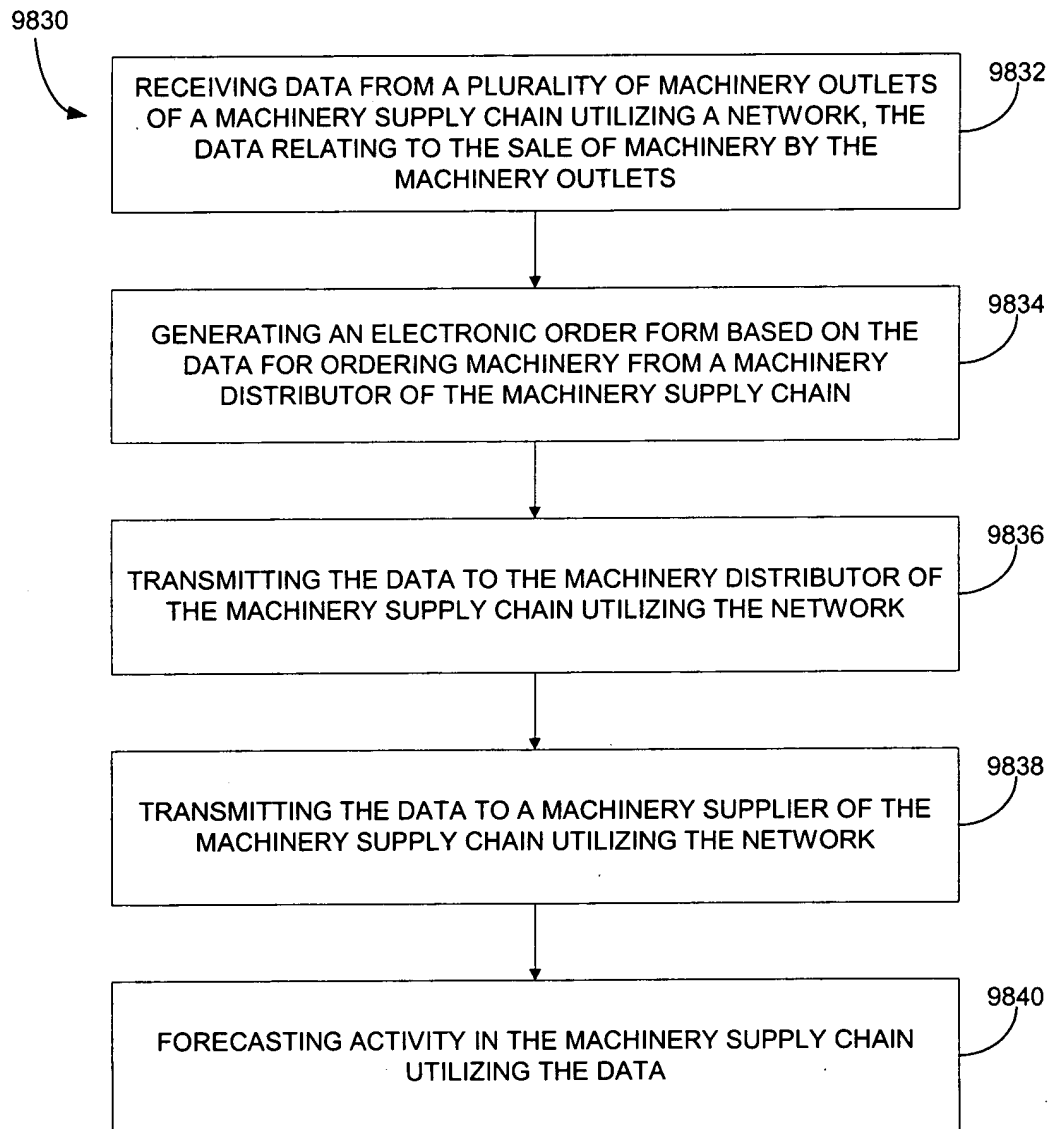 9830
RECEIVING DATA FROM A PLURALITY OF MACHINERY OUTLETS
OF A MACHINERY SUPPLY CHAIN UTILIZING A NETWORK, THE
DATA RELATING TO THE SALE OF MACHINERY BY THE
MACHINERY OUTLETS
9832
GENERATING AN ELECTRONIC ORDER FORM BASED ON THE
DATA FOR ORDERING MACHINERY FROM A MACHINERY
DISTRIBUTOR OF THE MACHINERY SUPPLY CHAIN
9834
TRANSMITTING THE DATA TO THE MACHINERY DISTRIBUTOR OF
THE MACHINERY SUPPLY CHAIN UTILIZING THE NETWORK
9836
TRANSMITTING THE DATA TO A MACHINERY SUPPLIER OF THE
MACHINERY SUPPLY CHAIN UTILIZING THE NETWORK
9838
FORECASTING ACTIVITY IN THE MACHINERY SUPPLY CHAIN
UTILIZING THE DATA
9840